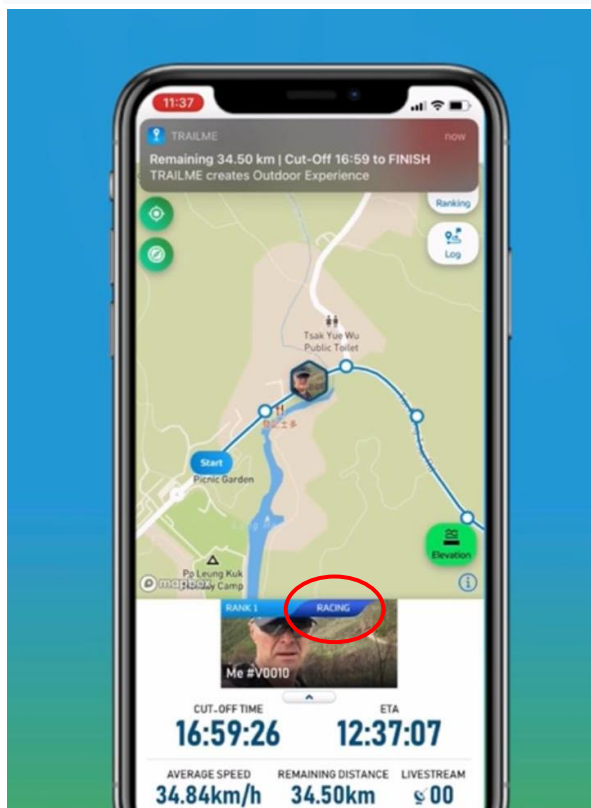 11:37
TRAILME
now
Remaining 34.50 km | Cut-Off 16:59 to FINISH
TRAILME creates Outdoor Experience
Ranking
Log
Tsak Yue Wu
Public Toilet
Start
Picnic Garden
Elevation
Po Leung Kuk
Holiday Camp
mapbox
RANK 1
RACING
Me #V0010
CUT-OFF TIME
ETA
16:59:26
12:37:07
AVERAGE SPEED
REMAINING DISTANCE
LIVESTREAM
34.84km/h
34.50km
00